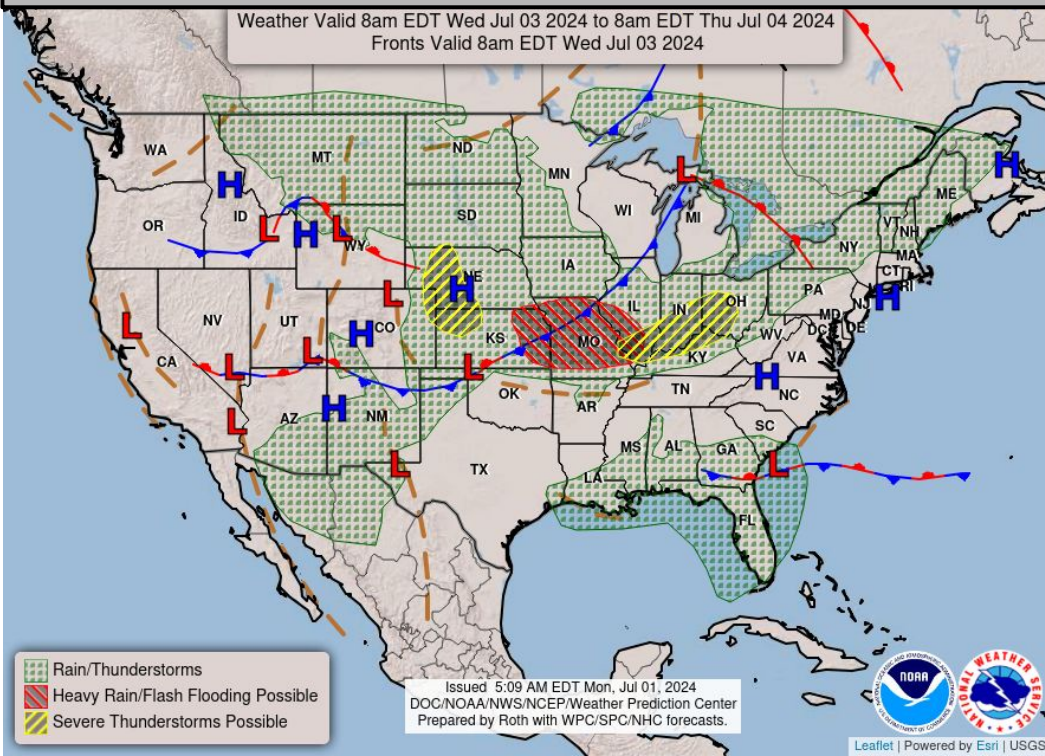 Weather Valid 8am EDT Wed Jul 03 2024 to 8am EDT Thu Jul 04 2024
Fronts Valid 8am EDT Wed Jul 03 2024
WA
MT
ND
MN
ME
H
H
L
OR
ID
SD
WI
MI
VT
NH
NY
MA
L
H
L
WY
CT
RI
IA
NE
H
PA
NJ
H
L
IL
IN
OH
MD
DE
DC
L
NV
UT
H
CO
KS
MO
WV
VA
CA
L
L
L
KY
H
NC
OK
TN
AZ
H
NM
AR
SC
L
MS
AL
GA
L
TX
L
LA
FL
Rain/Thunderstorms
Heavy Rain/Flash Flooding Possible
Severe Thunderstorms Possible
Issued 5:09 AM EDT Mon, Jul 01, 2024
DOC/NOAA/NWS/NCEP/Weather Prediction Center
Prepared by Roth with WPC/SPC/NHC forecasts.
NOAA
NATIONAL WEATHER SERVICE
Leaflet | Powered by Esri | USGS